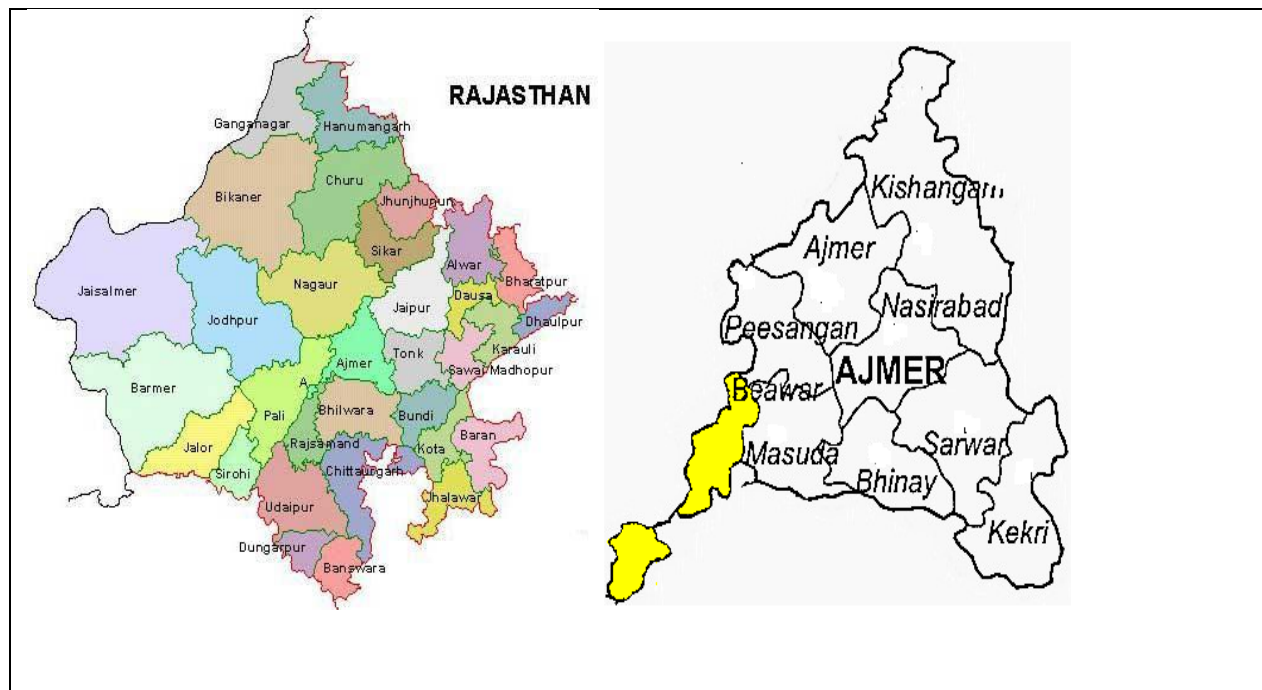 RAJASTHAN
Ganganagar
Hanumangarh
Bikaner
Churu
Jhunjhunun
Sikar
Alwar
Bharatpur
Jaisalmer
Nagaur
Dausa
Jaipur
Jodhpur
Dhaulpur
Karauli
Ajmer
Tonk
Sawai Madhopur
A
Barmer
Pali
Bhilwara
Bundi
Baran
Jalor
Rajsamand
Kota
Sirohi
Chittaurgarh
Jhalawar
Udaipur
Dungarpur
Banswara
Ajmer
Nasirabad
Peesangan
AJMER
Beawar
Sarwar
Masuda
Bhinay
Kekri